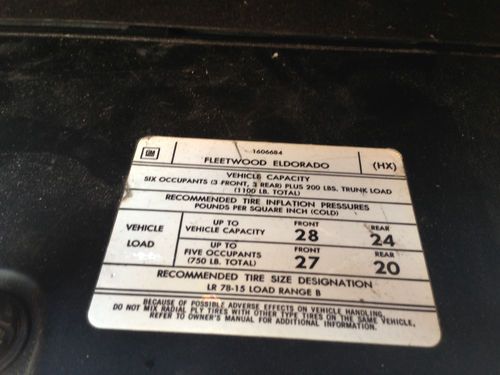 1606684
GM
FLEETWOOD ELDORADO
(HX)
VEHICLE CAPACITY
SIX OCCUPANTS (3 FRONT, 3 REAR) PLUS 200 LBS. TRUNK LOAD
(1100 LB. TOTAL)
RECOMMENDED TIRE INFLATION PRESSURES
POUNDS PER SQUARE INCH (COLD)
VEHICLE
LOAD
UP TO
VEHICLE CAPACITY
FRONT
28
REAR
24
UP TO
FIVE OCCUPANTS
(750 LB. TOTAL)
FRONT
27
REAR
20
RECOMMENDED TIRE SIZE DESIGNATION
LR 78-15 LOAD RANGE B
BECAUSE OF POSSIBLE ADVERSE EFFECTS ON VEHICLE HANDLING,
DO NOT MIX RADIAL PLY TIRES WITH OTHER TYPE TIRES ON THE SAME VEHICLE.
REFER TO OWNER'S MANUAL FOR ADDITIONAL INFORMATION.